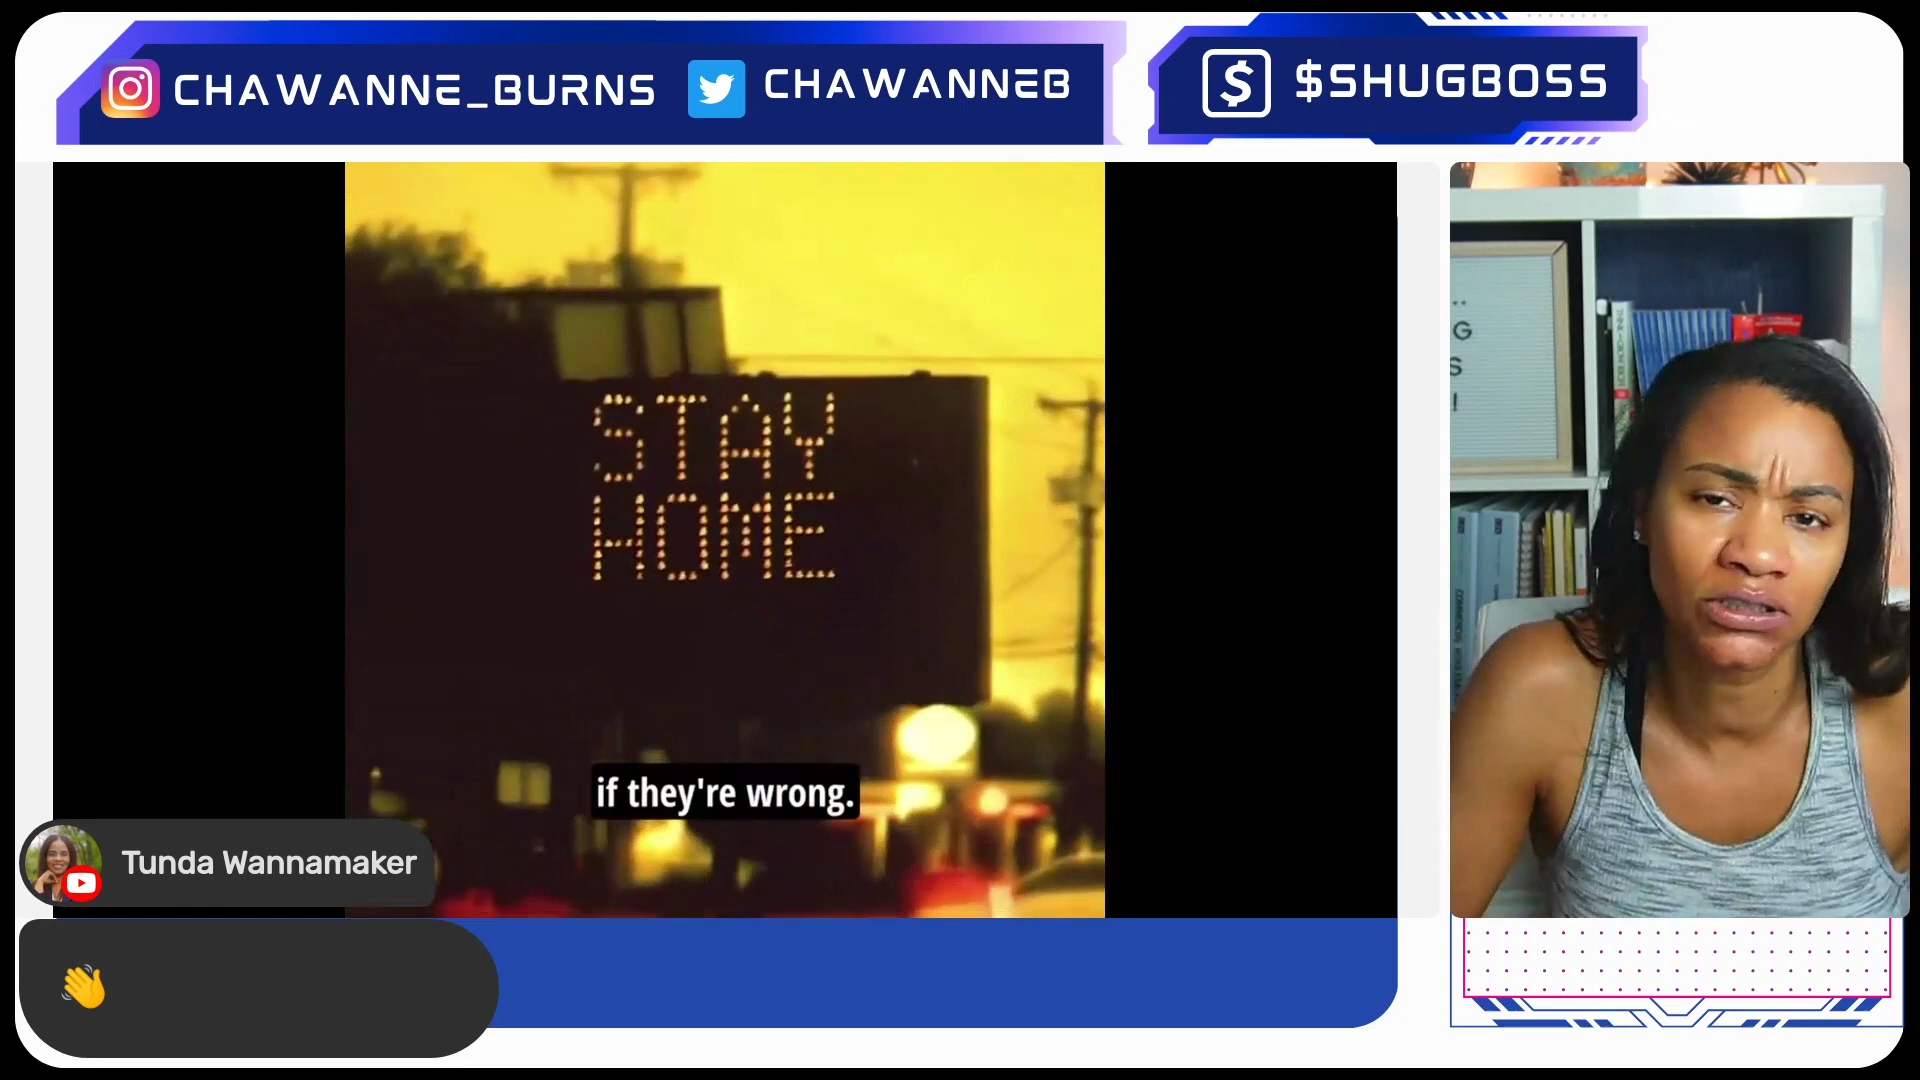 CHAWANNE_BURNS
CHAWANNEB
$SHUGBOSS
STAY
HOME
if they're wrong.
G
S
!
Tunda Wannamaker
👋